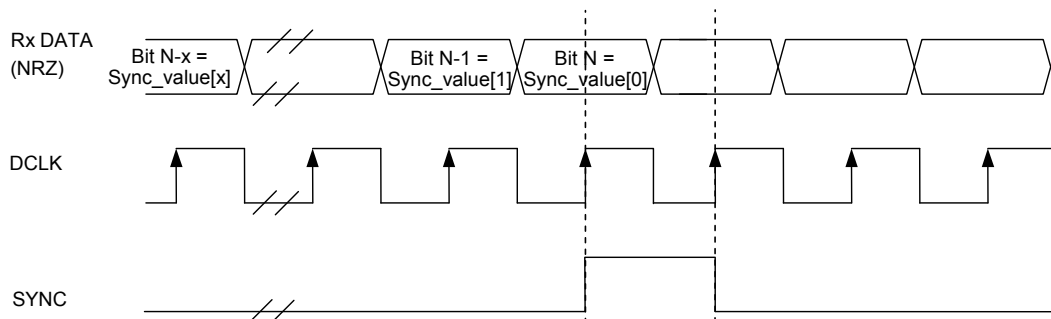 Rx DATA
(NRZ)
Bit N-x =
Sync_value[x]
Bit N-1 =
Sync_value[1]
Bit N =
Sync_value[0]
DCLK
SYNC